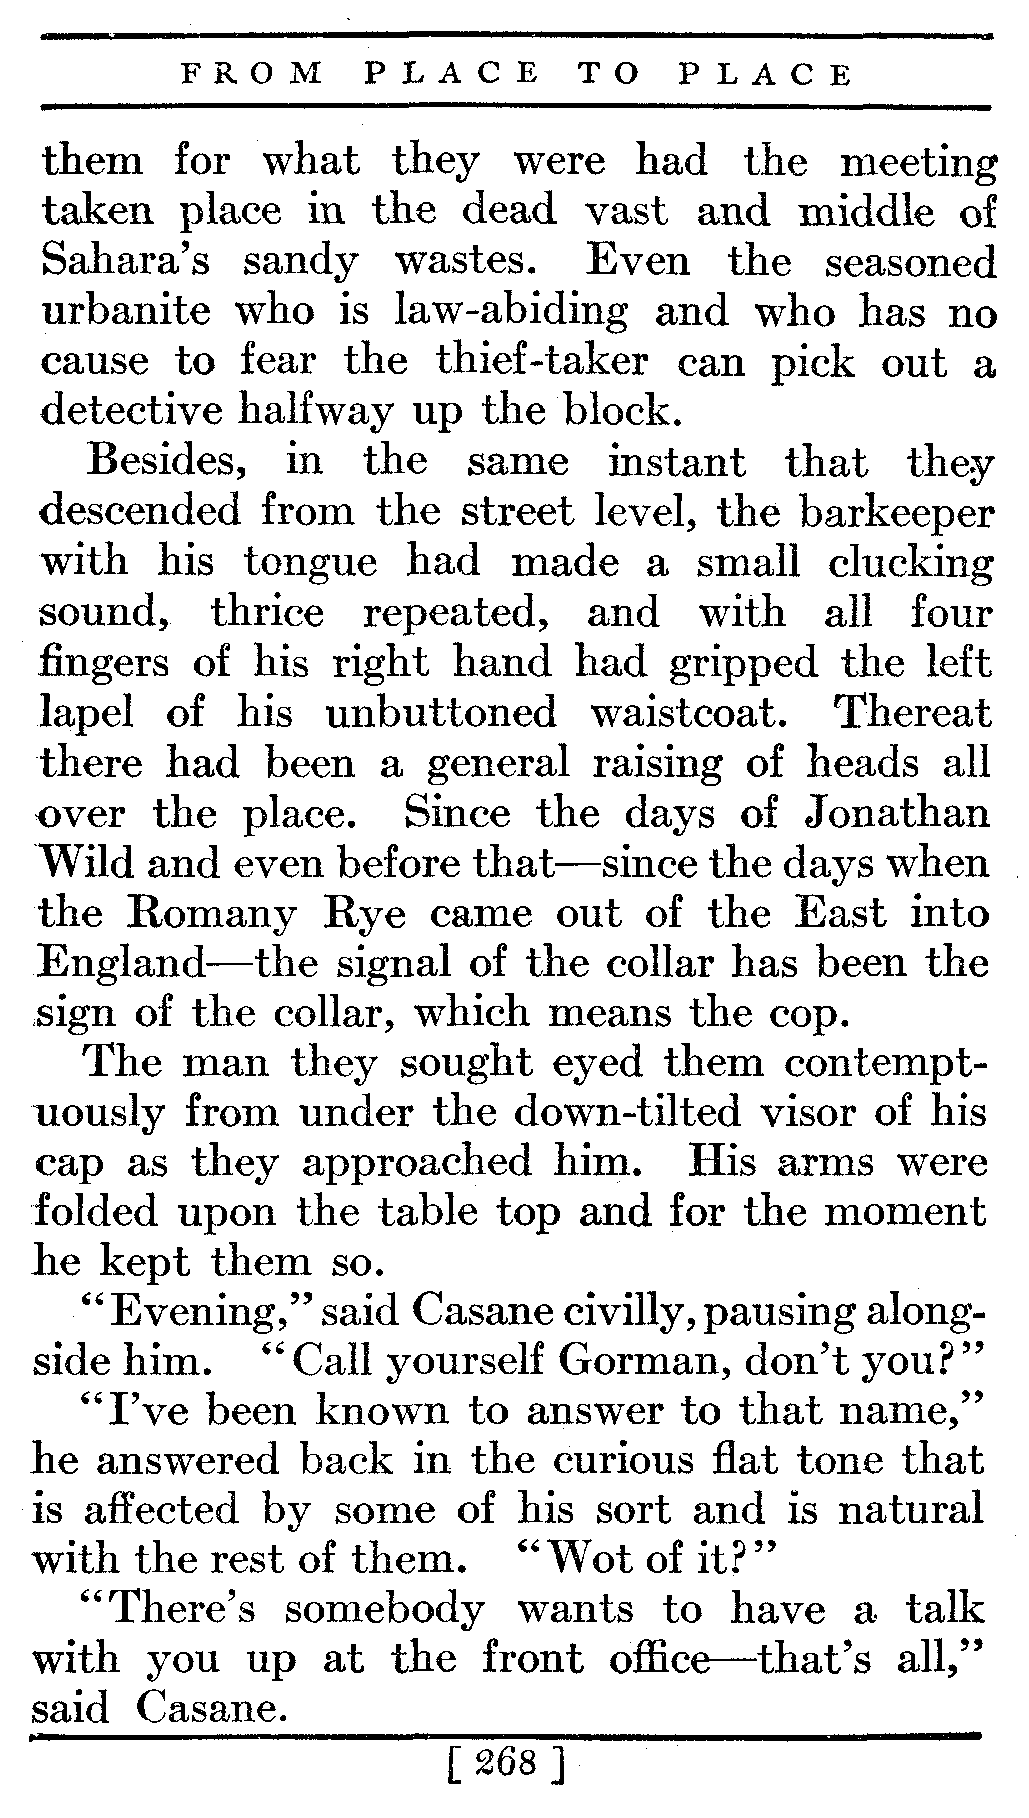 FROM PLACE TO PLACE
them for what they were had the meeting
taken place in the dead vast and middle of
Sahara's sandy wastes. Even the seasoned
urbanite who is law-abiding and who has no
cause to fear the thief-taker can pick out a
detective halfway up the block.
Besides, in the same instant that they
descended from the street level, the barkeeper
with his tongue had made a small clucking
sound, thrice repeated, and with all four
fingers of his right hand had gripped the left
lapel of his unbuttoned waistcoat. Thereat
there had been a general raising of heads all
over the place. Since the days of Jonathan
Wild and even before that—since the days when
the Romany Rye came out of the East into
England—the signal of the collar has been the
sign of the collar, which means the cop.
The man they sought eyed them contempt-
uously from under the down-tilted visor of his
cap as they approached him. His arms were
folded upon the table top and for the moment
he kept them so.
"Evening," said Casane civilly, pausing along-
side him. "Call yourself Gorman, don't you?"
"I've been known to answer to that name,"
he answered back in the curious flat tone that
is affected by some of his sort and is natural
with the rest of them. "Wot of it?"
"There's somebody wants to have a talk
with you up at the front office—that's all,"
said Casane.
[ 268 ]